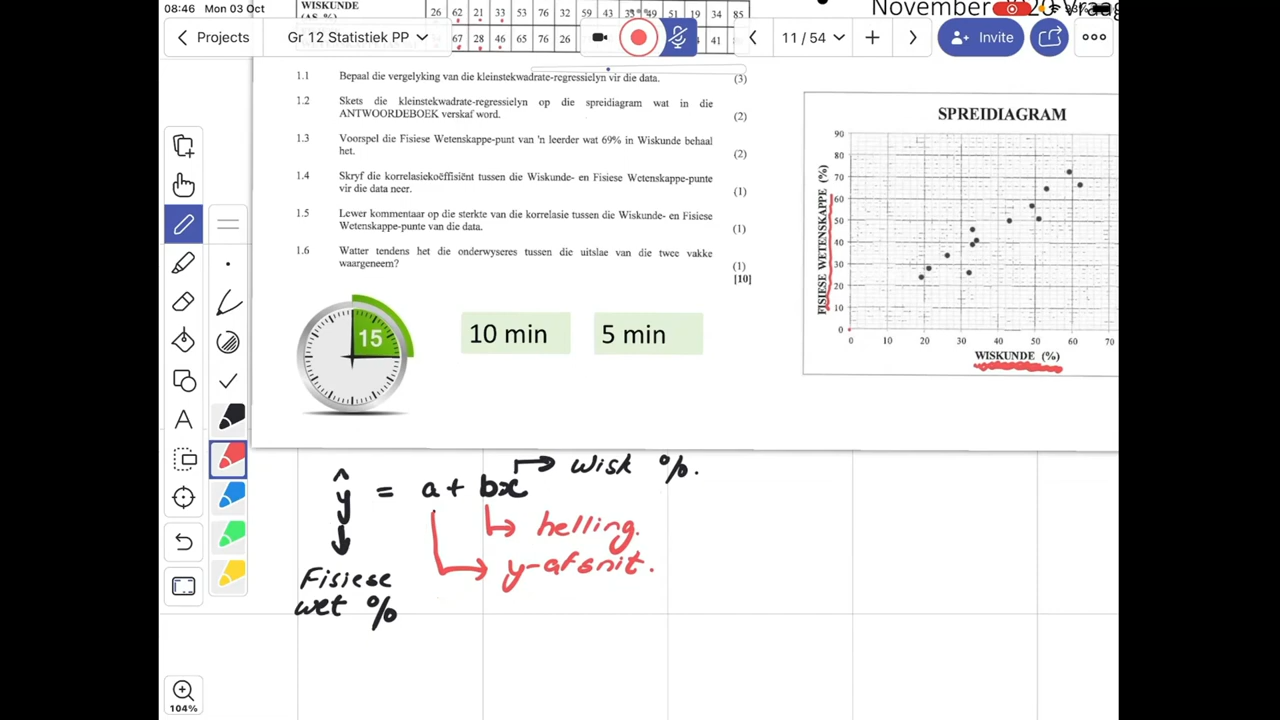 08:46 Mon 03 Oct
November
WISKUNDE
26 62 21 33 53 76 32 59 43 33 49 51 19 34 85
Projects
Gr 12 Statistiek PP
67 28 46 65 76 26
41
11 / 54
Invite
1.1 Bepaal die vergelyking van die kleinstekwadrate-regressielyn vir die data. (3)
1.2 Skets die kleinstekwadrate-regressielyn op die spreidiagram wat in die
ANTWOORDEBOEK verskaf word. (2)
1.3 Voorspel die Fisiese Wetenskappe-punt van 'n leerder wat 69% in Wiskunde behaal
het. (2)
1.4 Skryf die korrelasiekoëffisiënt tussen die Wiskunde- en Fisiese Wetenskappe-punte
vir die data neer. (1)
1.5 Lewer kommentaar op die sterkte van die korrelasie tussen die Wiskunde- en Fisiese
Wetenskappe-punte van die data. (1)
1.6 Watter tendens het die onderwyseres tussen die uitslae van die twee vakke
waargeneem? (1)
[10]
15
10 min
5 min
SPREIDIAGRAM
FISIESE WETENSKAPPE (%)
90
80
70
60
50
40
30
20
10
0
0 10 20 30 40 50 60 70
WISKUNDE (%)
wisk %.
ŷ = a + bx
helling.
y-afsnit.
Fisiese
wet %
A
104%